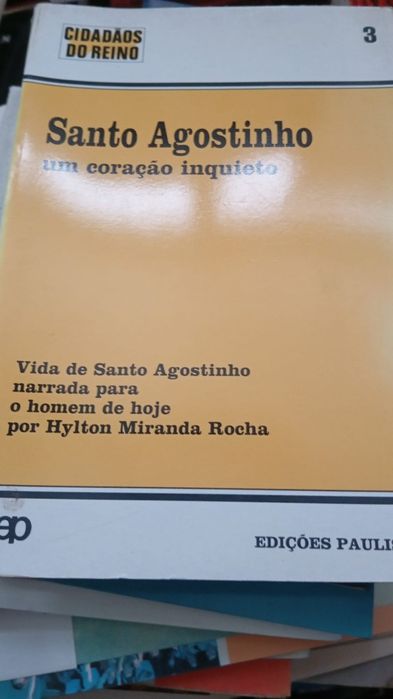 CIDADÃOS
DO REINO
3
Santo Agostinho
um coração inquieto
Vida de Santo Agostinho
narrada para
o homem de hoje
por Hylton Miranda Rocha
ep
EDIÇÕES PAULIS